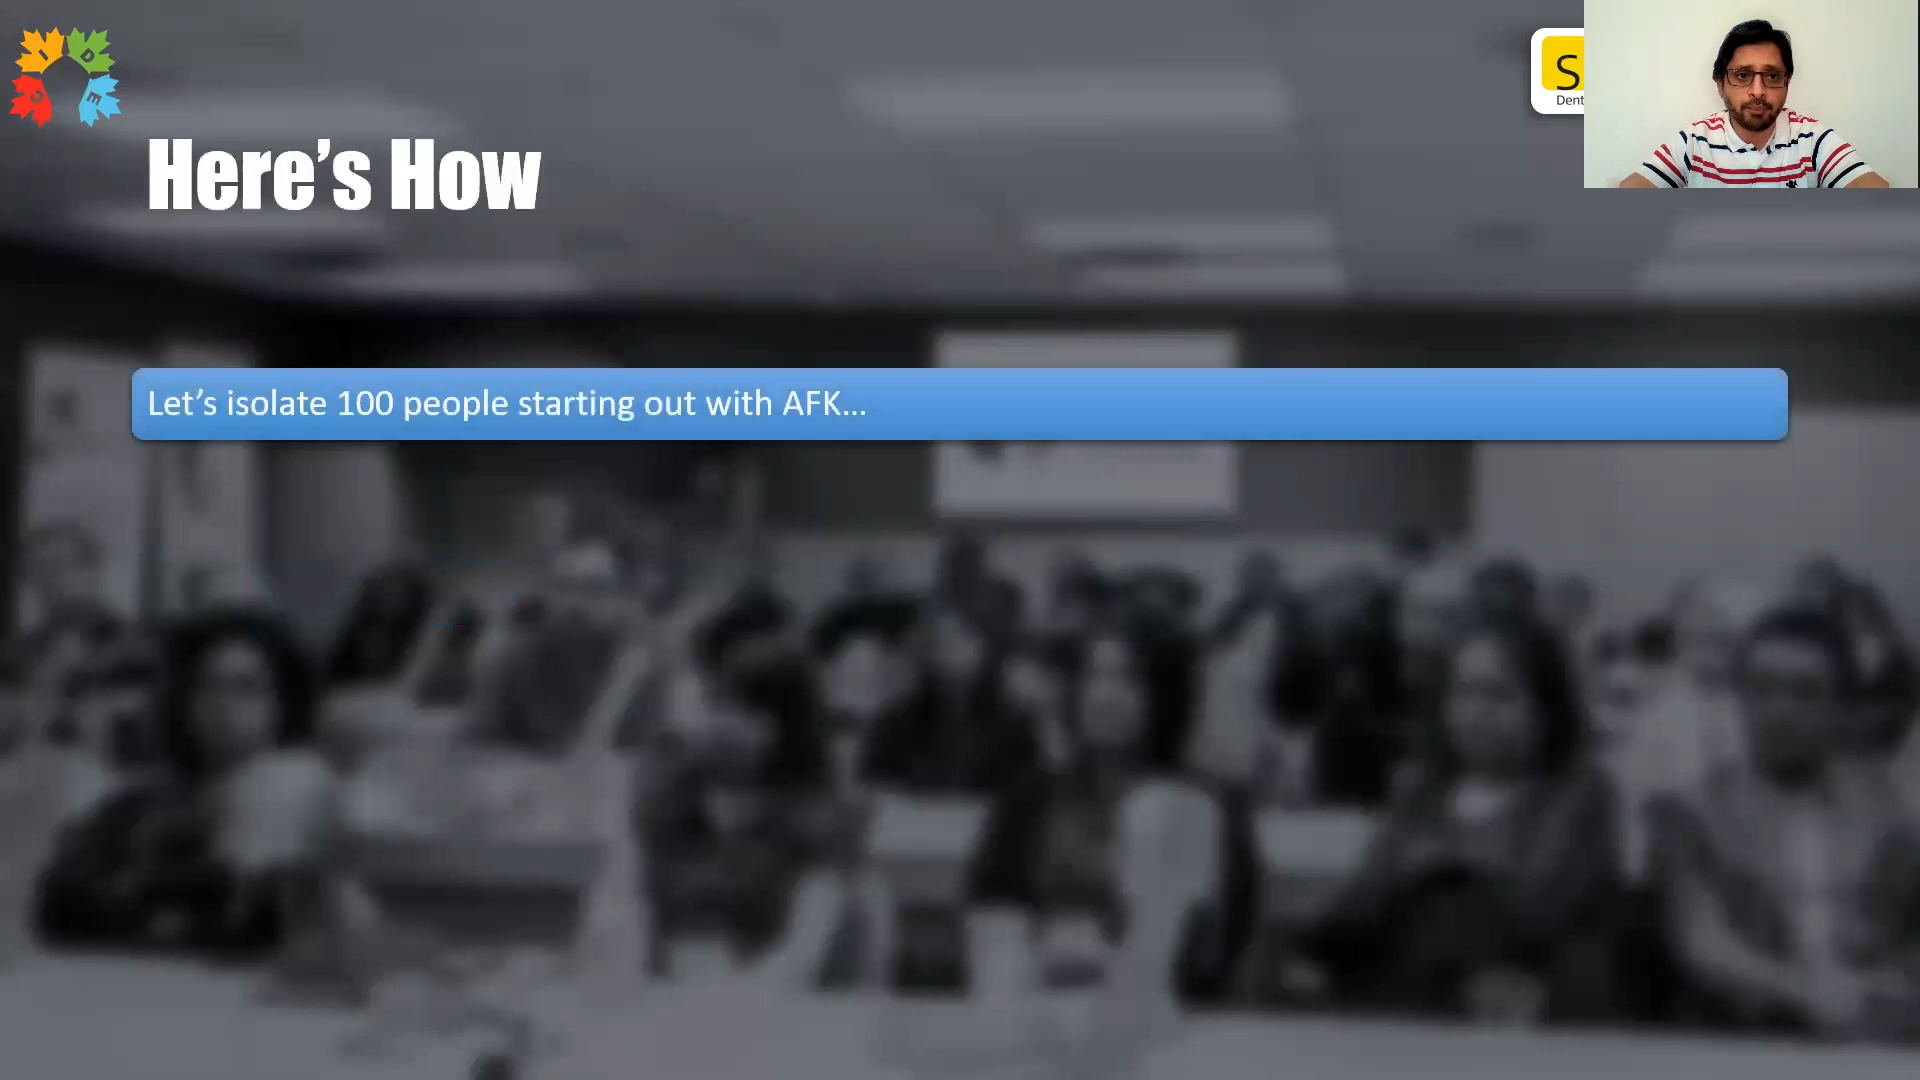 I D C E
S
Dent
Here’s How
Let’s isolate 100 people starting out with AFK...